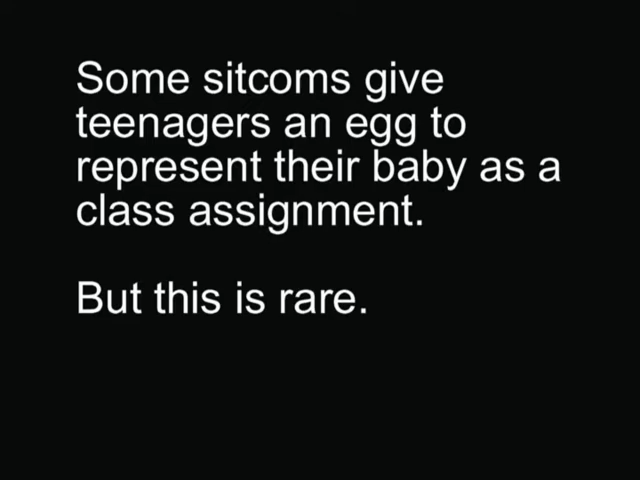 Some sitcoms give
teenagers an egg to
represent their baby as a
class assignment.
But this is rare.